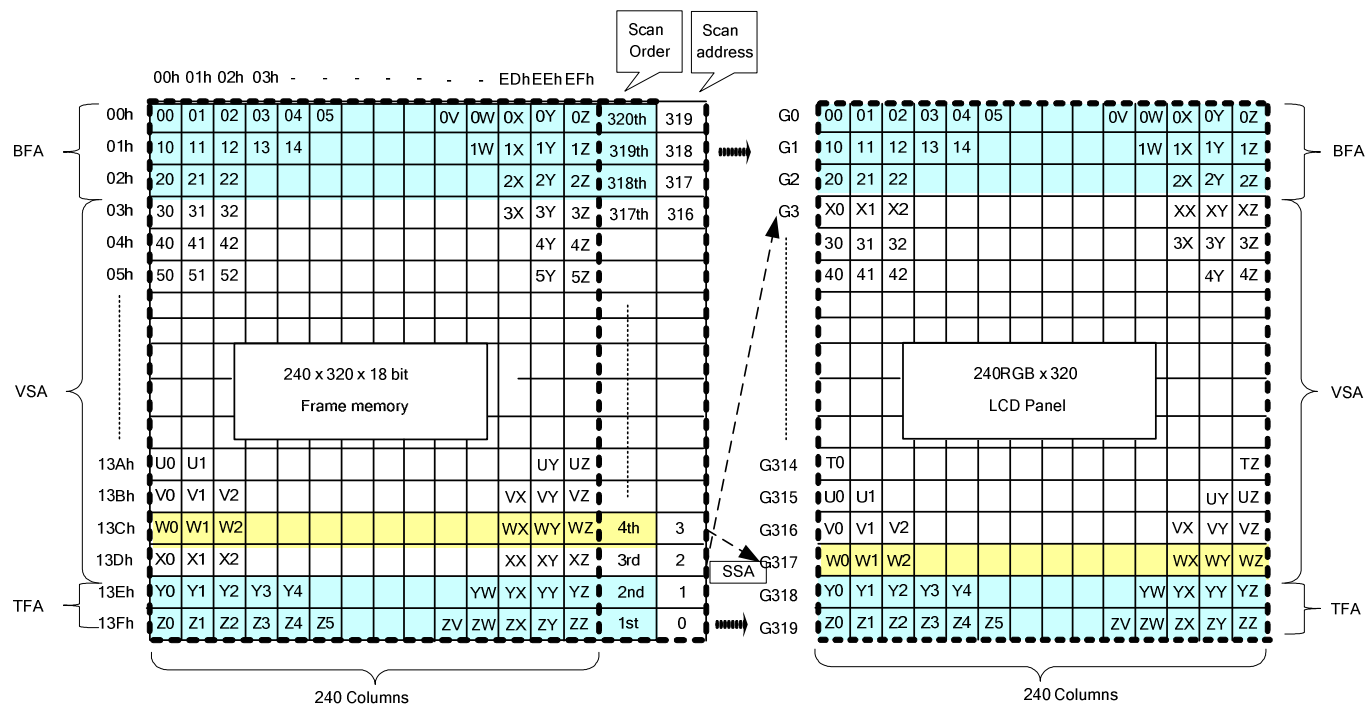 Scan Order
Scan address
00h 01h 02h 03h - - - - - - - EDh EEh EFh
00h 00 01 02 03 04 05 0V 0W 0X 0Y 0Z 320th 319
01h 10 11 12 13 14 1W 1X 1Y 1Z 319th 318
02h 20 21 22 2X 2Y 2Z 318th 317
03h 30 31 32 3X 3Y 3Z 317th 316
04h 40 41 42 4Y 4Z
05h 50 51 52 5Y 5Z
240 x 320 x 18 bit
Frame memory
13Ah U0 U1 UY UZ
13Bh V0 V1 V2 VX VY VZ
13Ch W0 W1 W2 WX WY WZ 4th 3
13Dh X0 X1 X2 XX XY XZ 3rd 2
13Eh Y0 Y1 Y2 Y3 Y4 YW YX YY YZ 2nd 1
13Fh Z0 Z1 Z2 Z3 Z4 Z5 ZV ZW ZX ZY ZZ 1st 0
BFA
VSA
TFA
240 Columns
SSA
G0 00 01 02 03 04 05 0V 0W 0X 0Y 0Z
G1 10 11 12 13 14 1W 1X 1Y 1Z
G2 20 21 22 2X 2Y 2Z
G3 X0 X1 X2 XX XY XZ
30 31 32 3X 3Y 3Z
40 41 42 4Y 4Z
240RGB x 320
LCD Panel
G314 T0 TZ
G315 U0 U1 UY UZ
G316 V0 V1 V2 VX VY VZ
G317 W0 W1 W2 WX WY WZ
G318 Y0 Y1 Y2 Y3 Y4 YW YX YY YZ
G319 Z0 Z1 Z2 Z3 Z4 Z5 ZV ZW ZX ZY ZZ
BFA
VSA
TFA
240 Columns